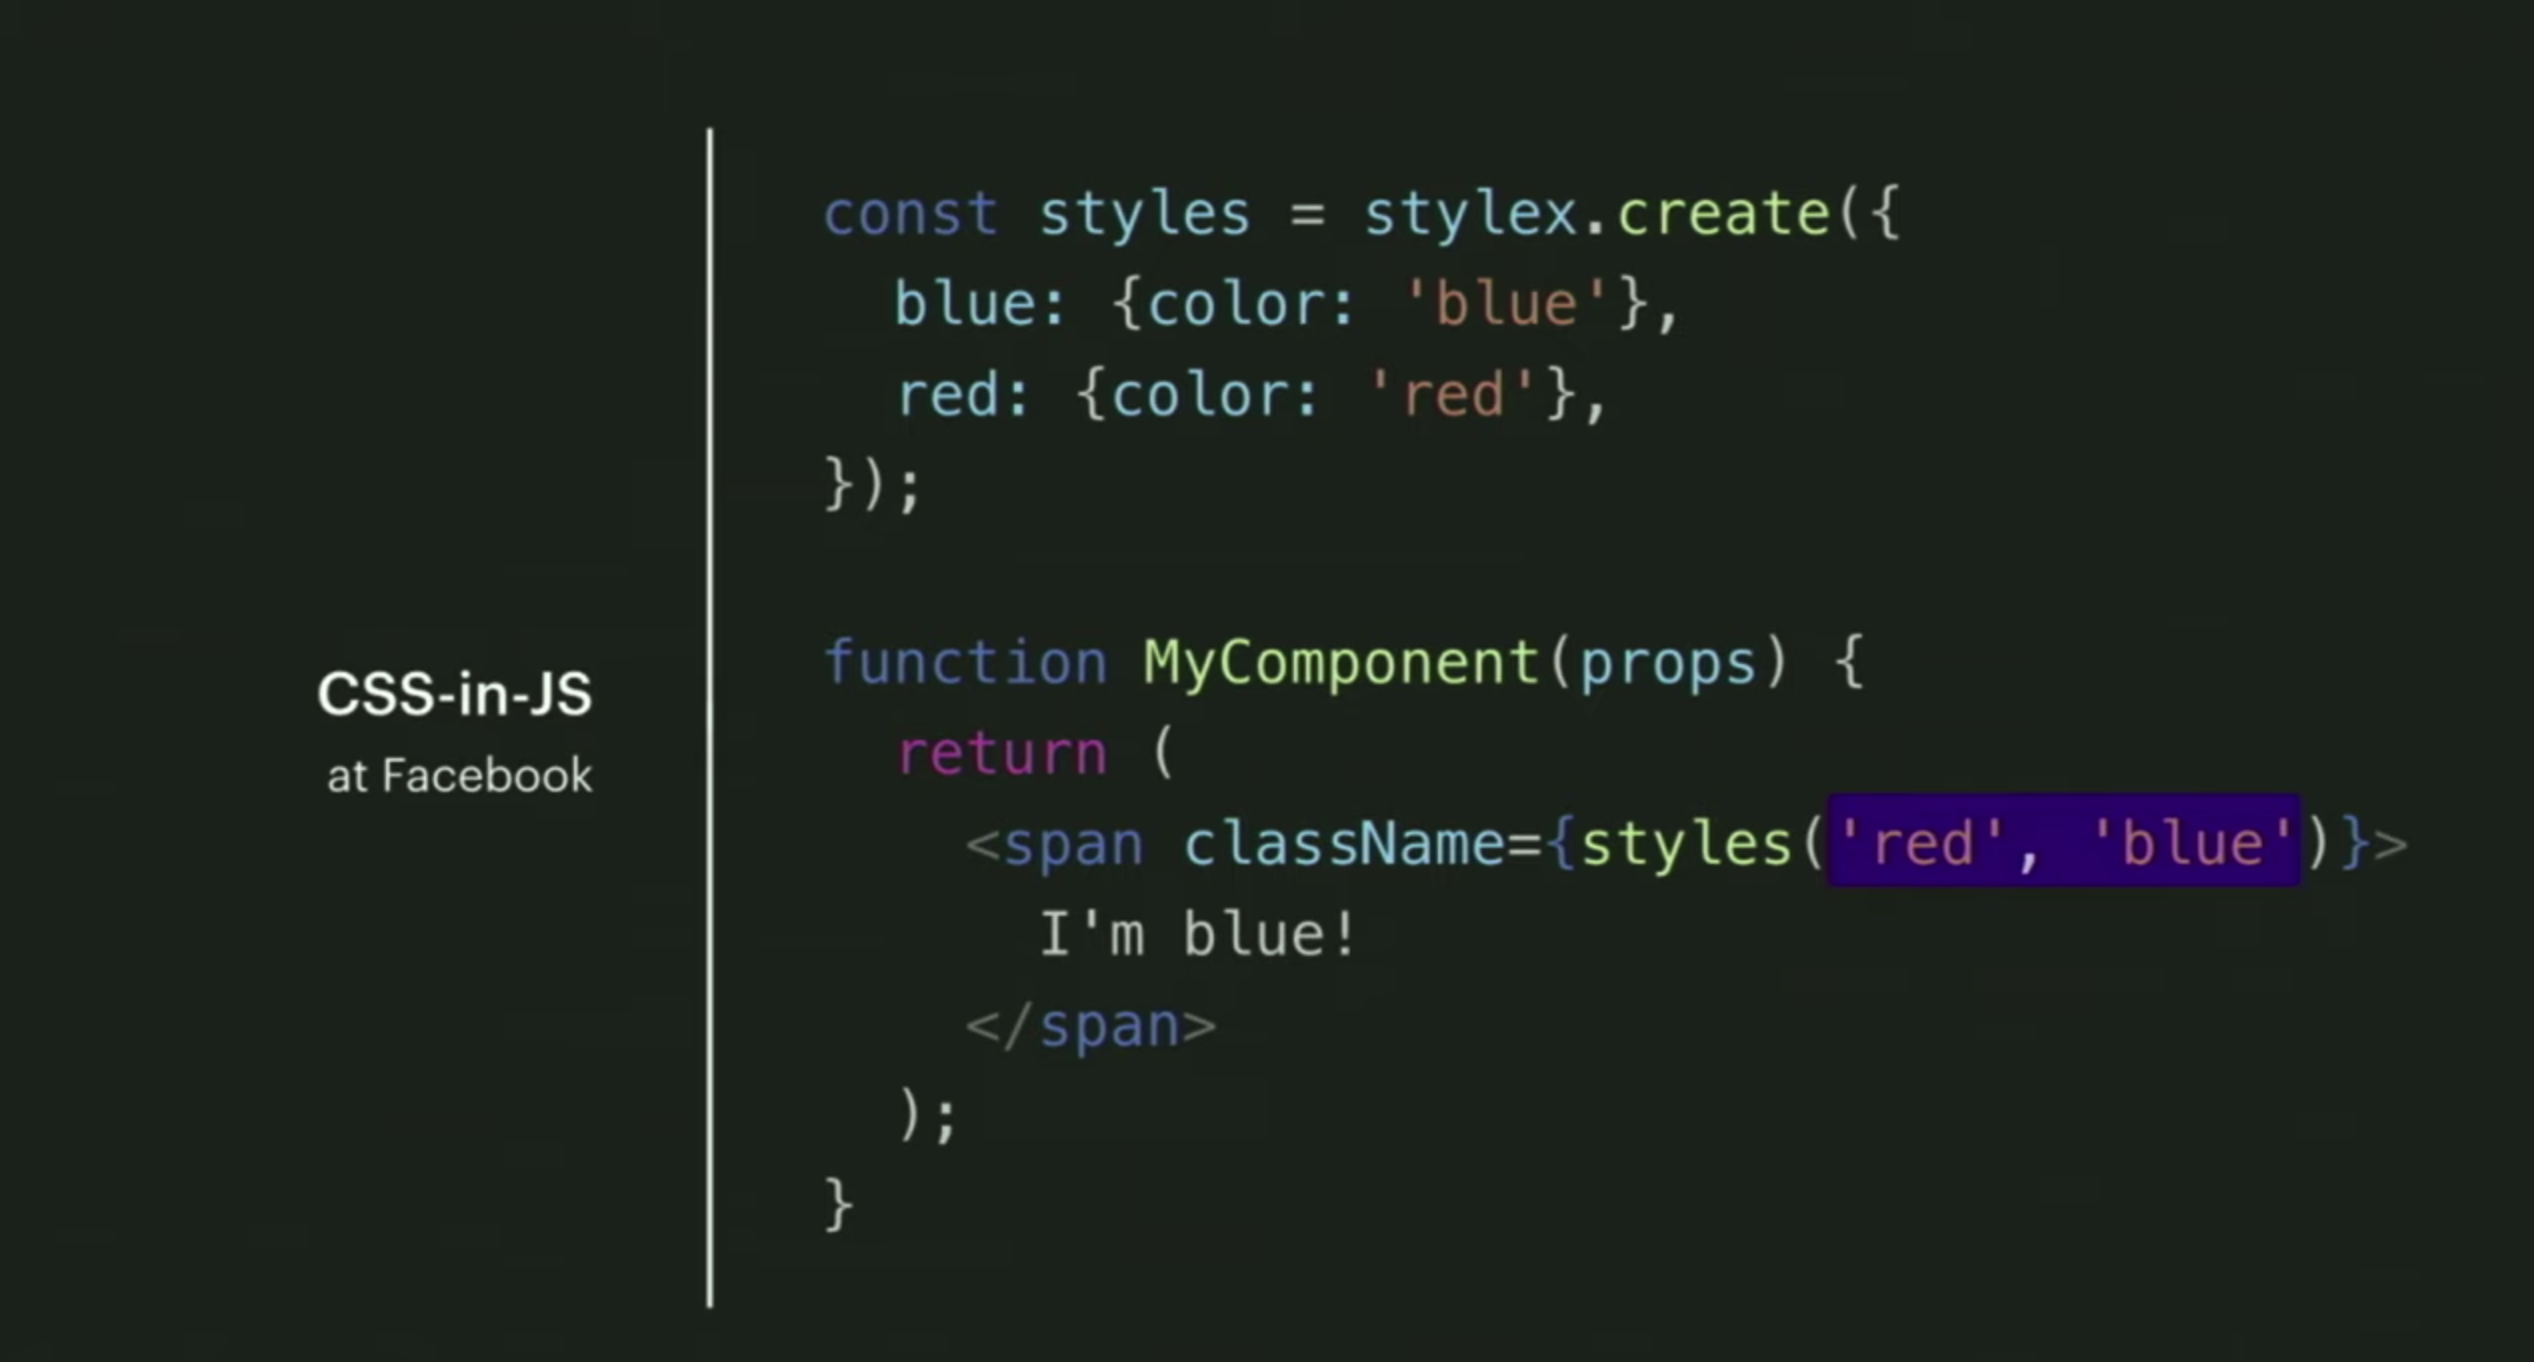 CSS-in-JS
at Facebook
const styles = stylex.create({
  blue: {color: 'blue'},
  red: {color: 'red'},
});
function MyComponent(props) {
  return (
    <span className={styles('red', 'blue')}>
      I'm blue!
    </span>
  );
}